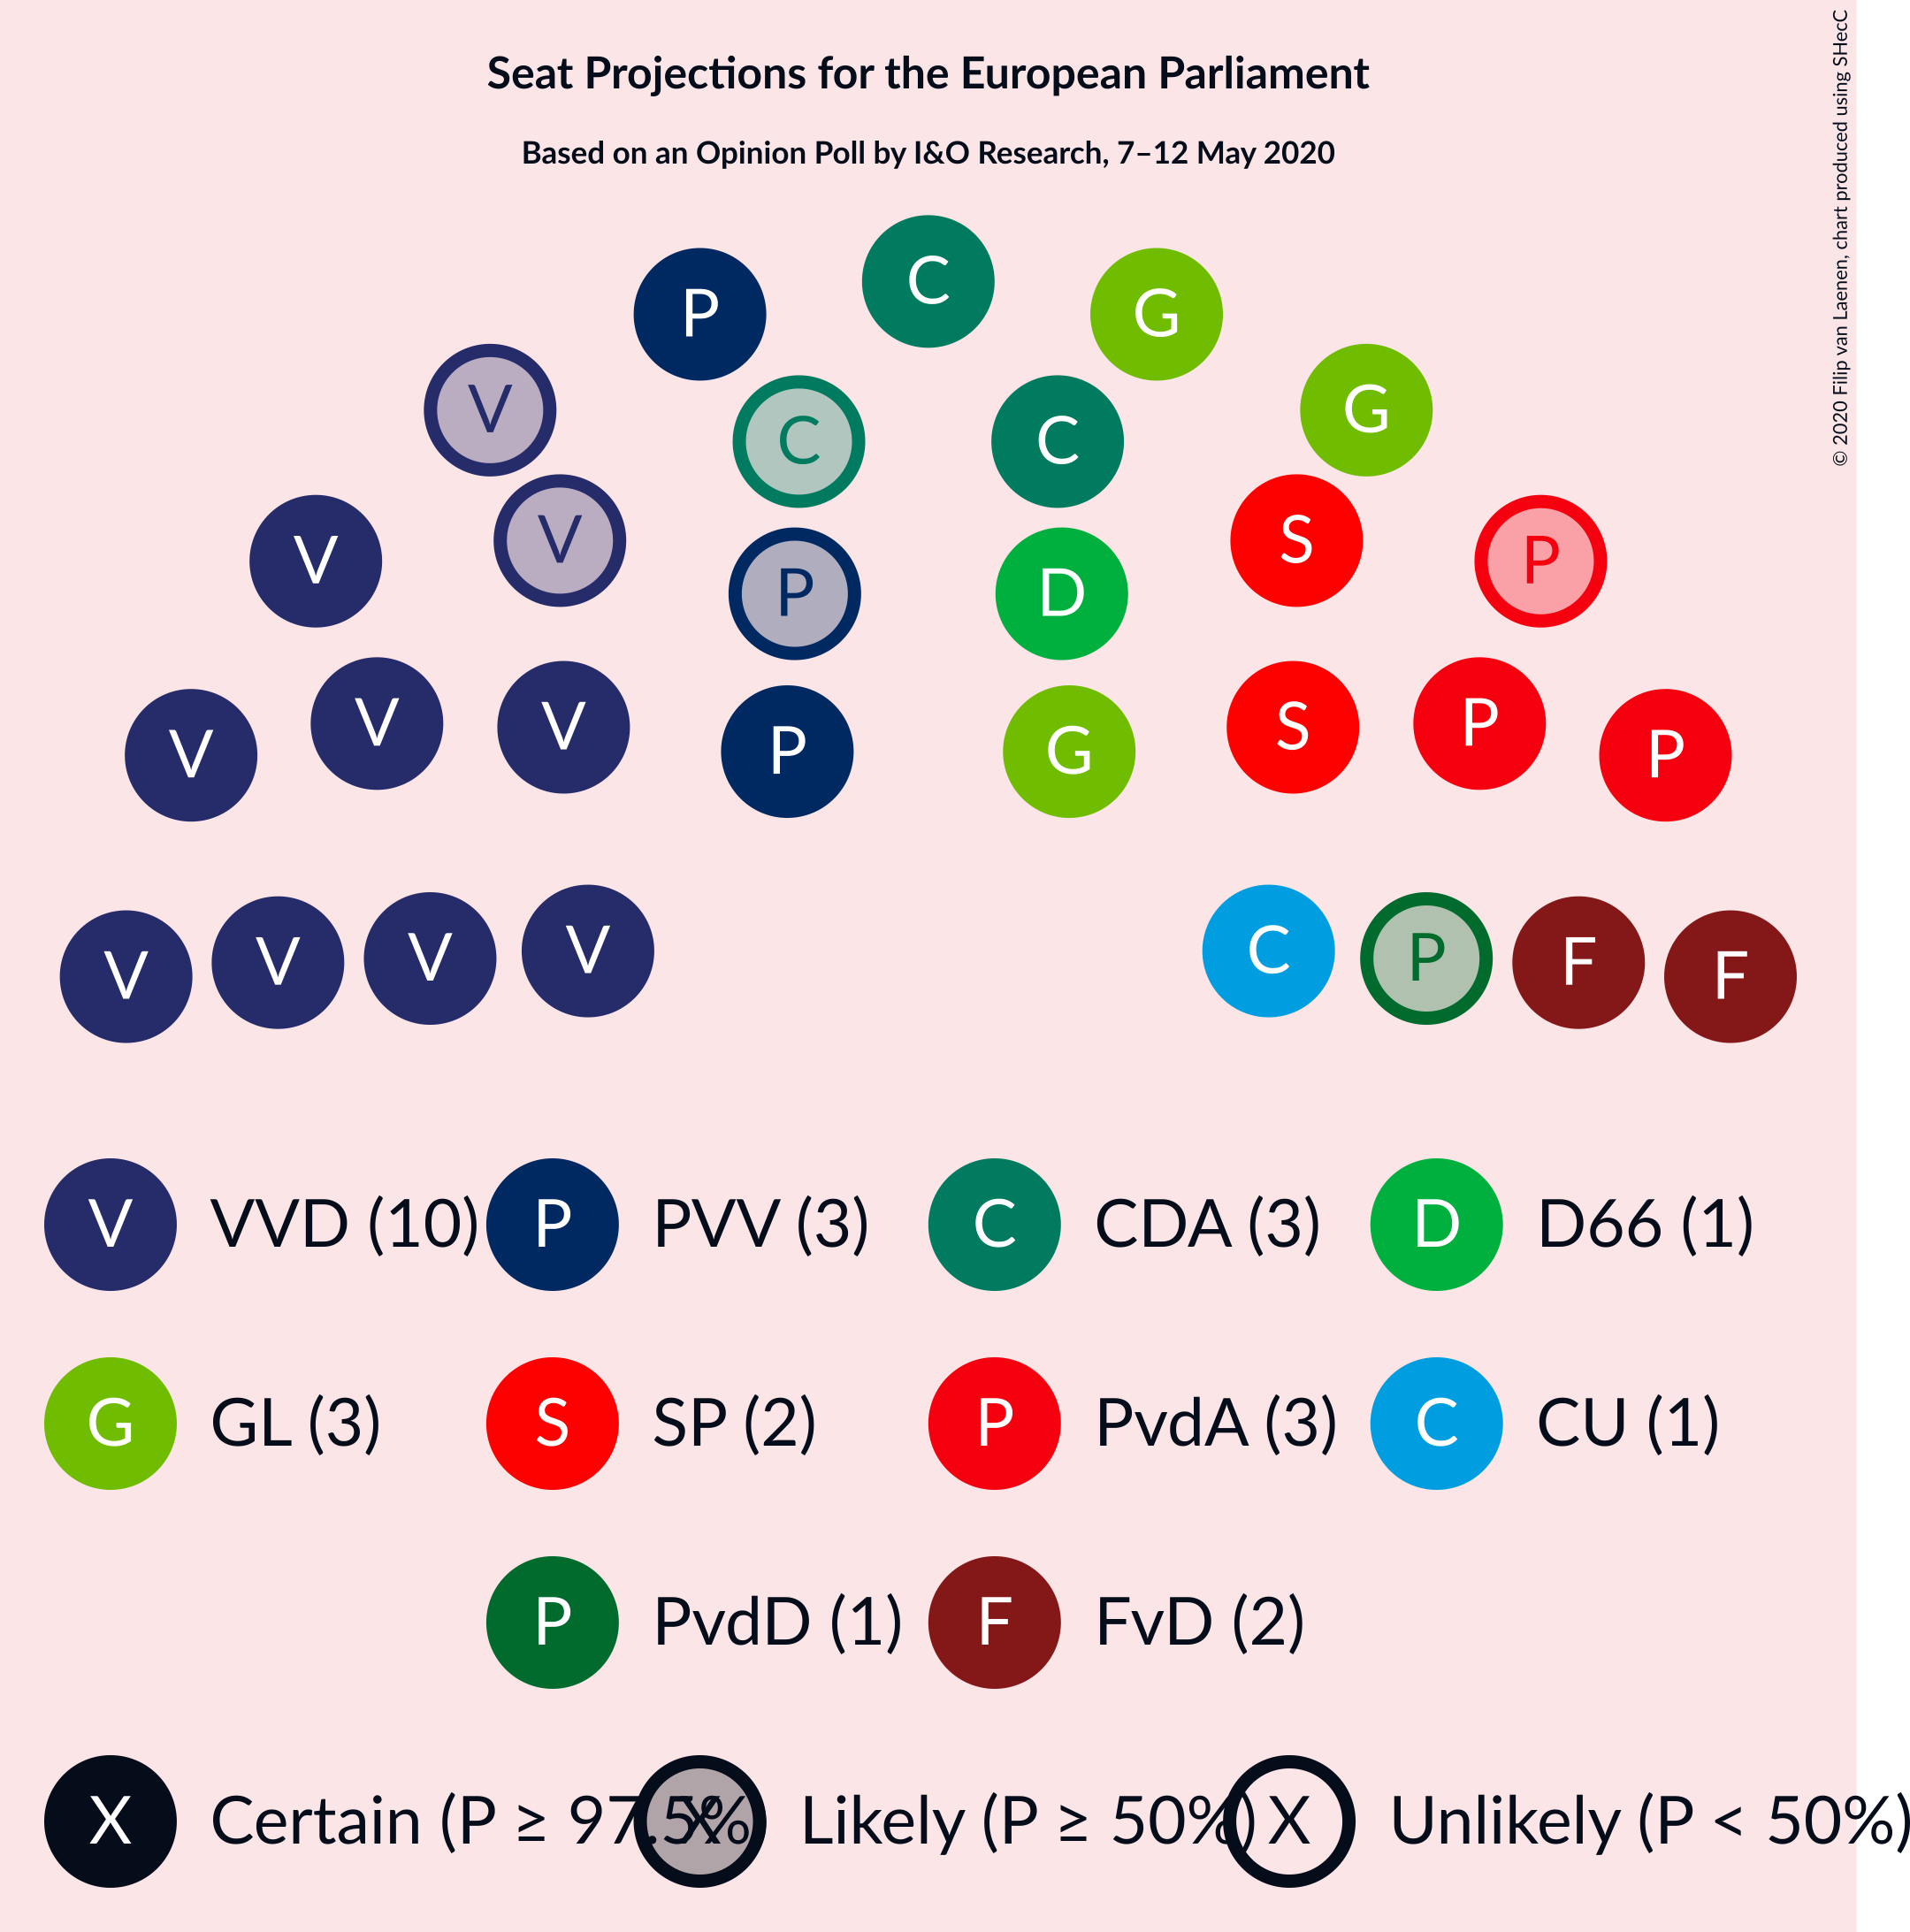 Seat Projections for the European Parliament
Based on an Opinion Poll by I&O Research, 7–12 May 2020
© 2020 Filip van Laenen, chart produced using SHecC
C
P G
V G
C C
V S
V P
P D
V V S P
P G
V P
V V V V C P F F
V VVD (10) P PVV (3) C CDA (3) D D66 (1)
G GL (3) S SP (2) P PvdA (3) C CU (1)
P PvdD (1) F FvD (2)
X Certain (P ≥ 97.5% X Likely (P ≥ 50%) X Unlikely (P < 50%)